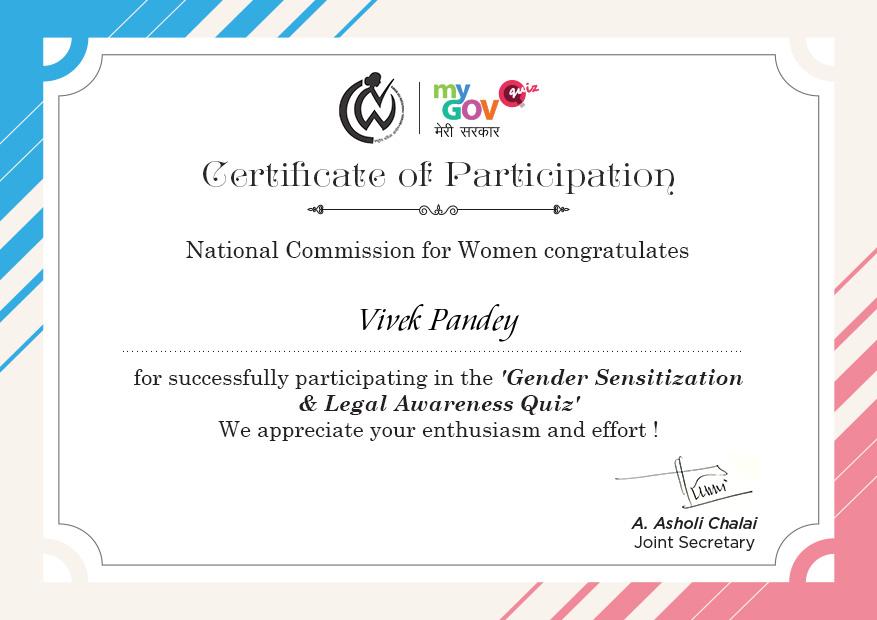 my GOV quiz
मेरी सरकार
Certificate of Participation
National Commission for Women congratulates
Vivek Pandey
for successfully participating in the 'Gender Sensitization
& Legal Awareness Quiz'
We appreciate your enthusiasm and effort !
A. Asholi Chalai
Joint Secretary